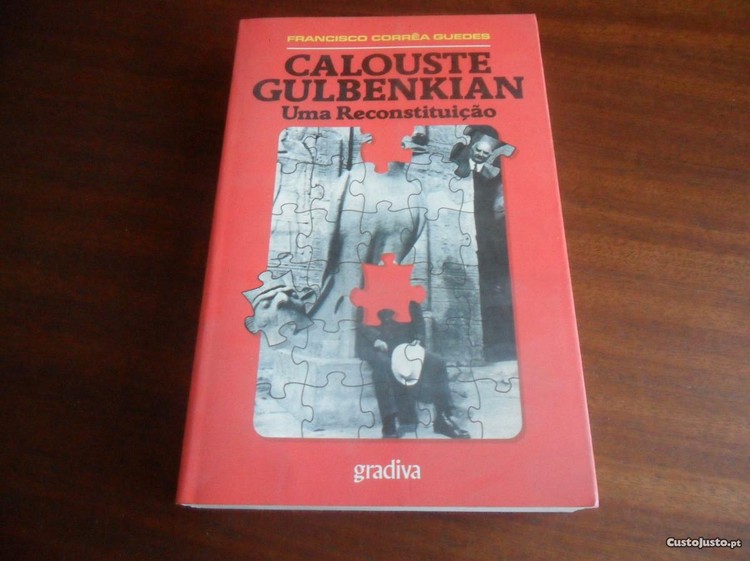 FRANCISCO CORRÊA GUEDES
CALOUSTE
GULBENKIAN
Uma Reconstituição
gradiva
CustoJusto.pt